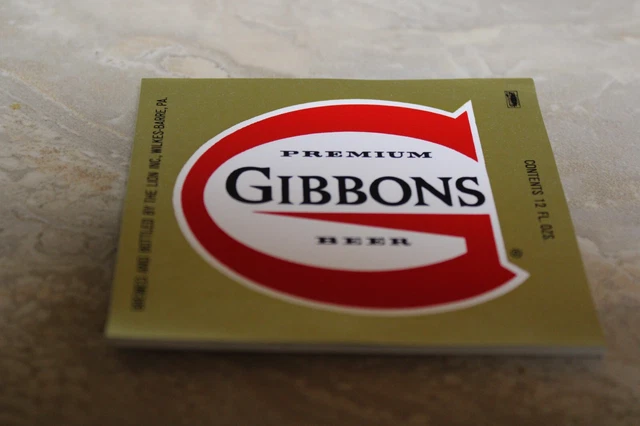 PREMIUM
GIBBONS
BEER
BREWED AND BOTTLED BY THE LION INC, WILKES-BARRE, PA.
CONTENTS 12 FL. OZS
®